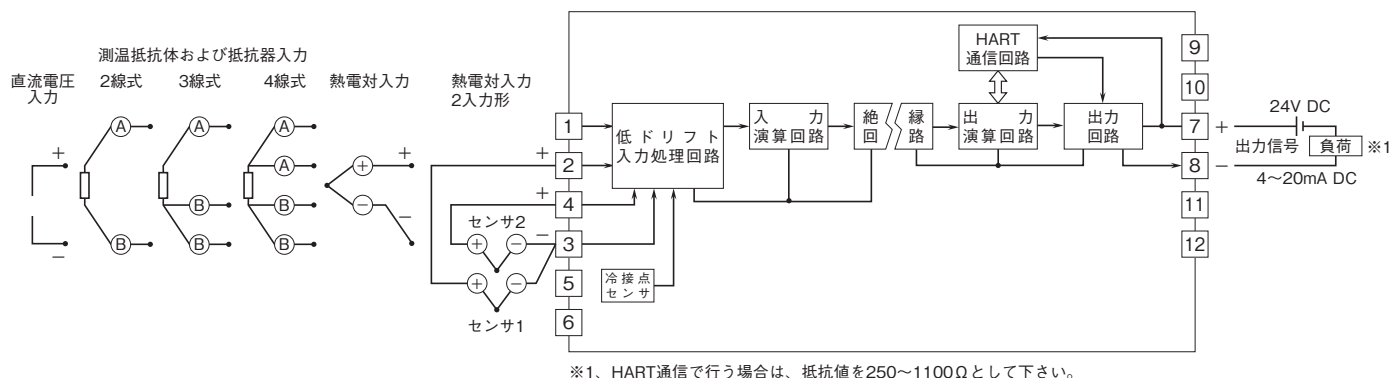 測温抵抗体および抵抗器入力
直流電圧
入力
2線式
3線式
4線式
熱電対入力
熱電対入力
2入力形
+
−
A
B
A
B
B
A
A
B
B
+
−
+
−
+
+
−
センサ2
+
−
+
−
センサ1
1
2
4
3
5
6
低ドリフト
入力処理回路
冷接点
センサ
入力
演算回路
絶縁
回路
出力
演算回路
HART
通信回路
出力
回路
9
10
7
8
11
12
+
−
24V DC
出力信号
負荷
※1
4〜20mA DC
※1、HART通信で行う場合は、抵抗値を250〜1100Ωとして下さい。